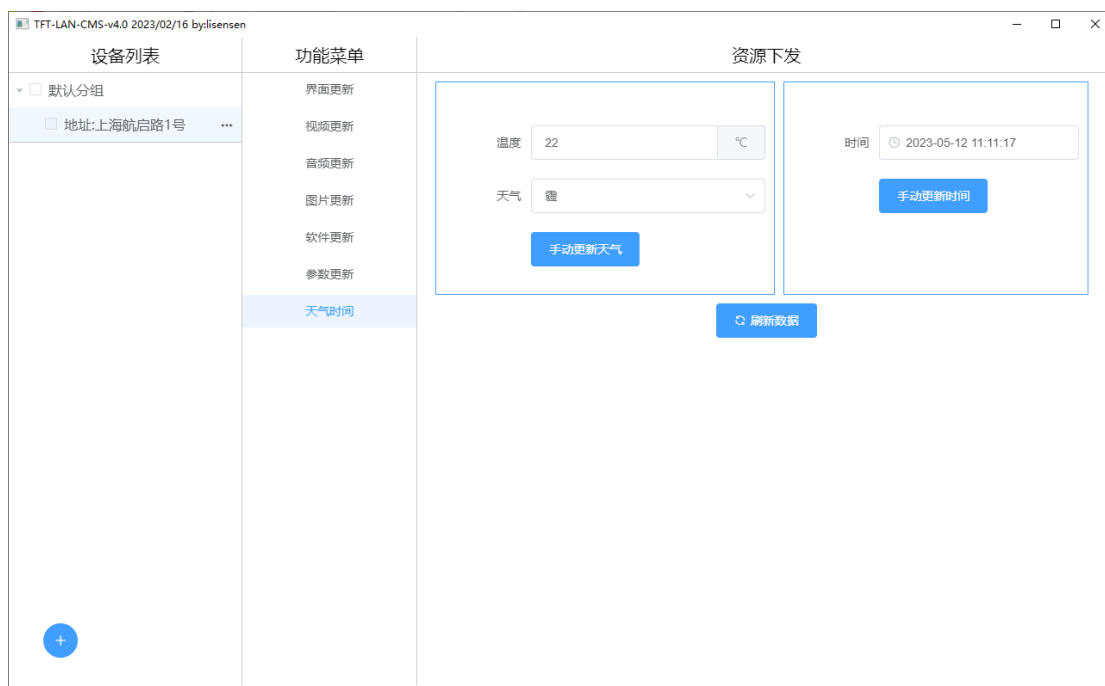 TFT-LAN-CMS-v4.0 2023/02/16 by:lisensen
设备列表
功能菜单
资源下发
默认分组
地址:上海航启路1号
界面更新
视频更新
音频更新
图片更新
软件更新
参数更新
天气时间
温度 22 ℃
天气 霾
手动更新天气
时间 2023-05-12 11:11:17
手动更新时间
刷新数据